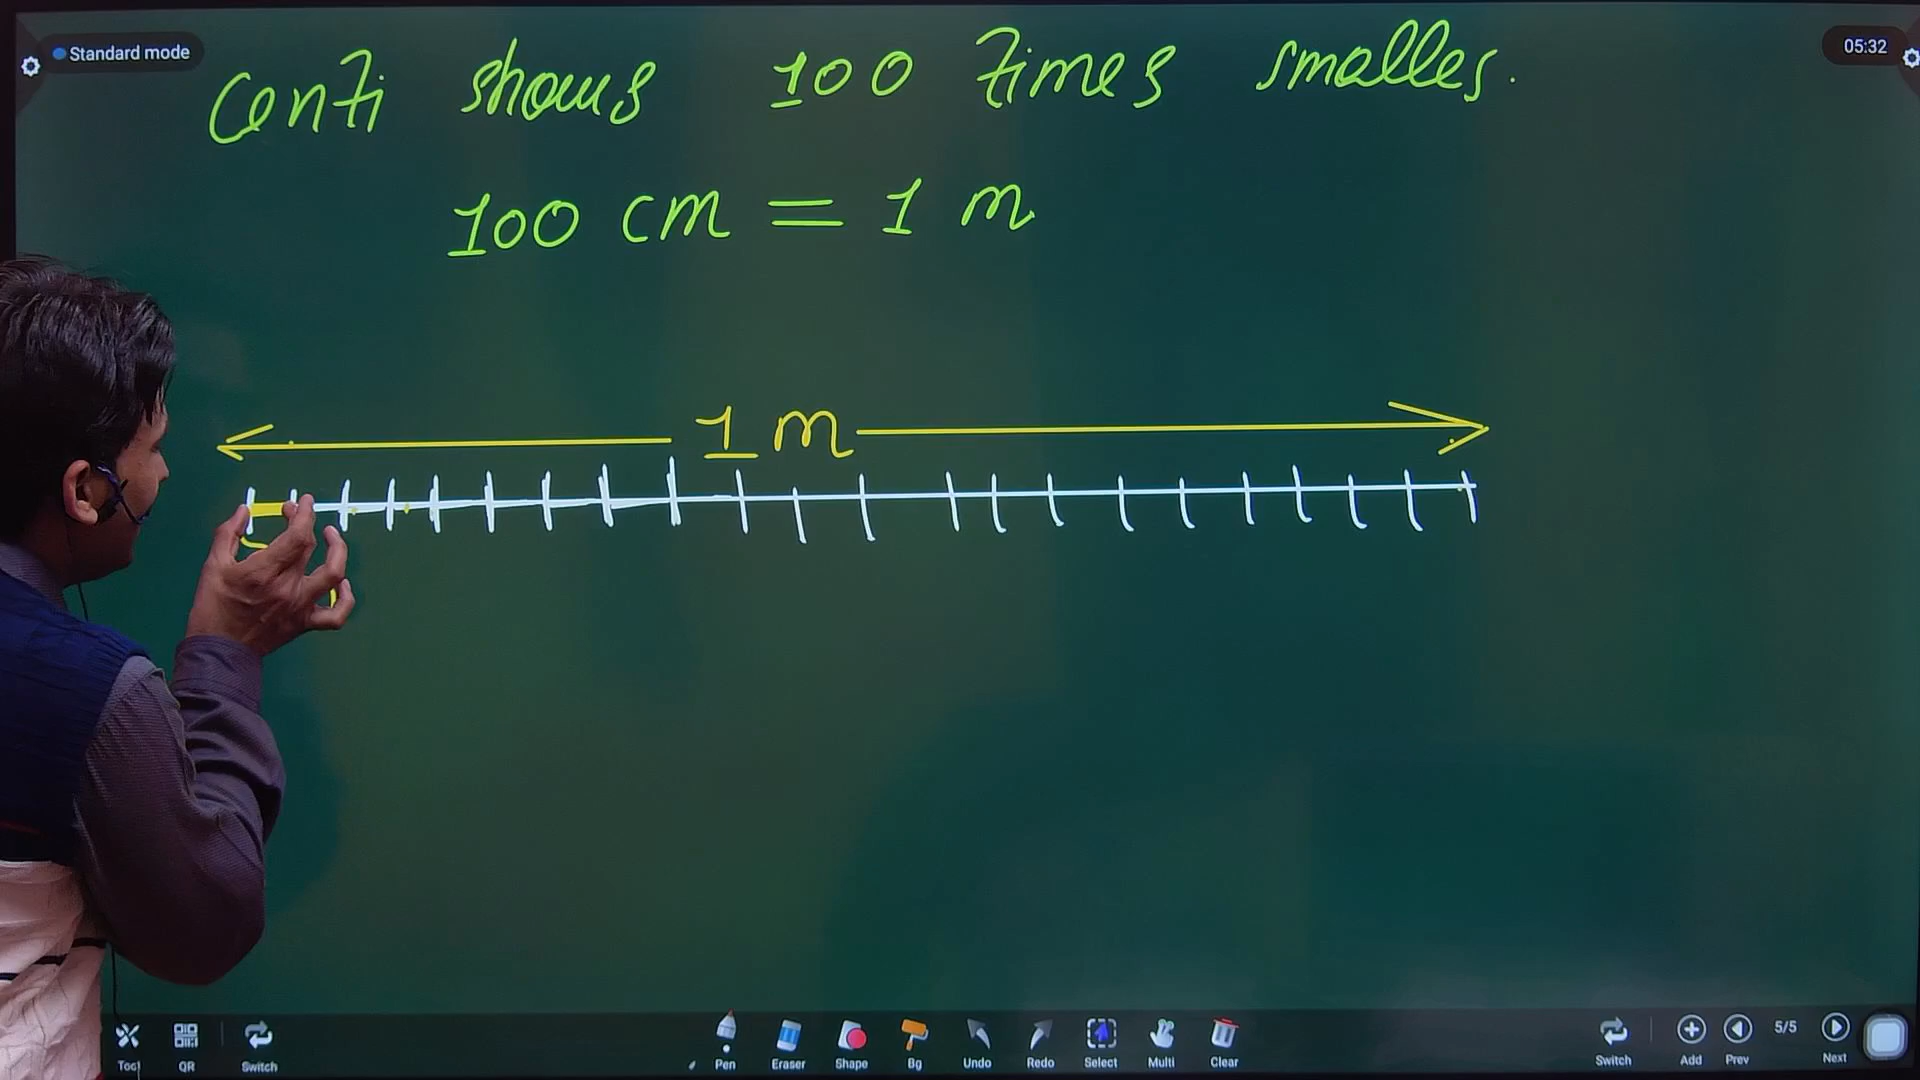 Standard mode
05:32
Centi shows 100 times smaller.
100 cm = 1 m
1 m
Tool QR Switch Pen Eraser Shape Bg Undo Redo Select Multi Clear Switch Add Prev 5/5 Next